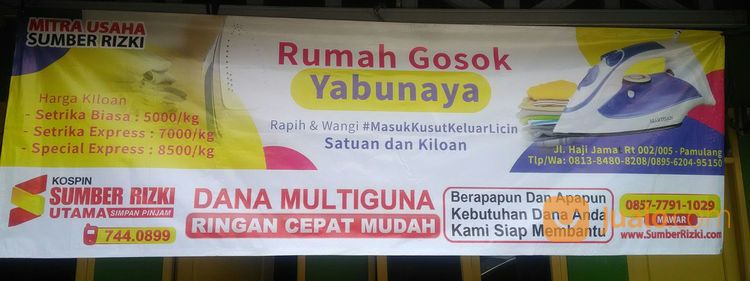 MITRA USAHA
SUMBER RIZKI
Rumah Gosok
Yabunaya
Harga Kiloan
- Setrika Biasa : 5000/kg
- Setrika Express : 7000/kg
- Special Express : 8500/kg
Rapih & Wangi #MasukKusutKeluarLicin
Satuan dan Kiloan
Jl. Haji Jama Rt 002/005 - Pamulang
Tlp/Wa: 0813-8480-8208/0895-6204-95150
KOSPIN
SUMBER RIZKI
UTAMA SIMPAN PINJAM
744.0899
DANA MULTIGUNA
RINGAN CEPAT MUDAH
Berapapun Dan Apapun
Kebutuhan Dana Anda
Kami Siap Membantu
0857-7791-1029
MAWAR
www.SumberRizki.com